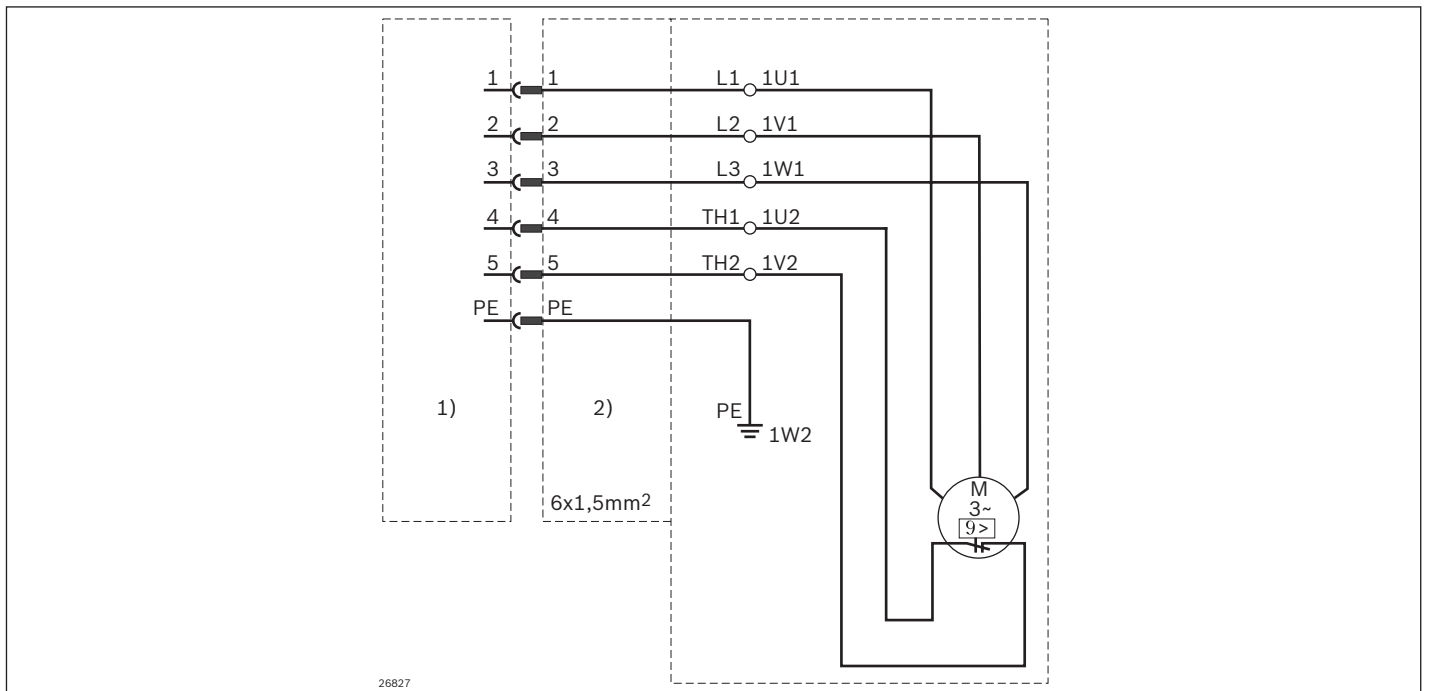 1 1 L1 1U1
2 2 L2 1V1
3 3 L3 1W1
4 4 TH1 1U2
5 5 TH2 1V2
PE PE
1) 2) PE
1W2
6x1,5mm2
M
3~
9>
26827